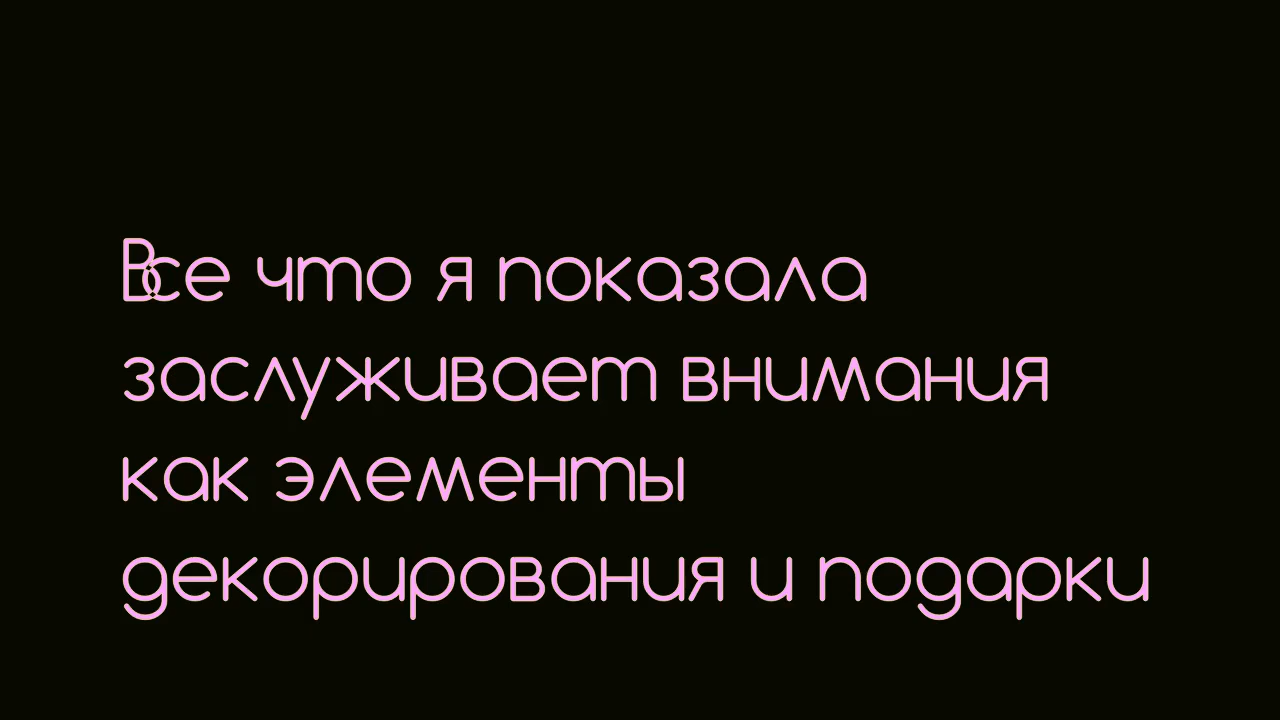 Все что я показала
заслуживает внимания
как элементы
декорирования и подарки